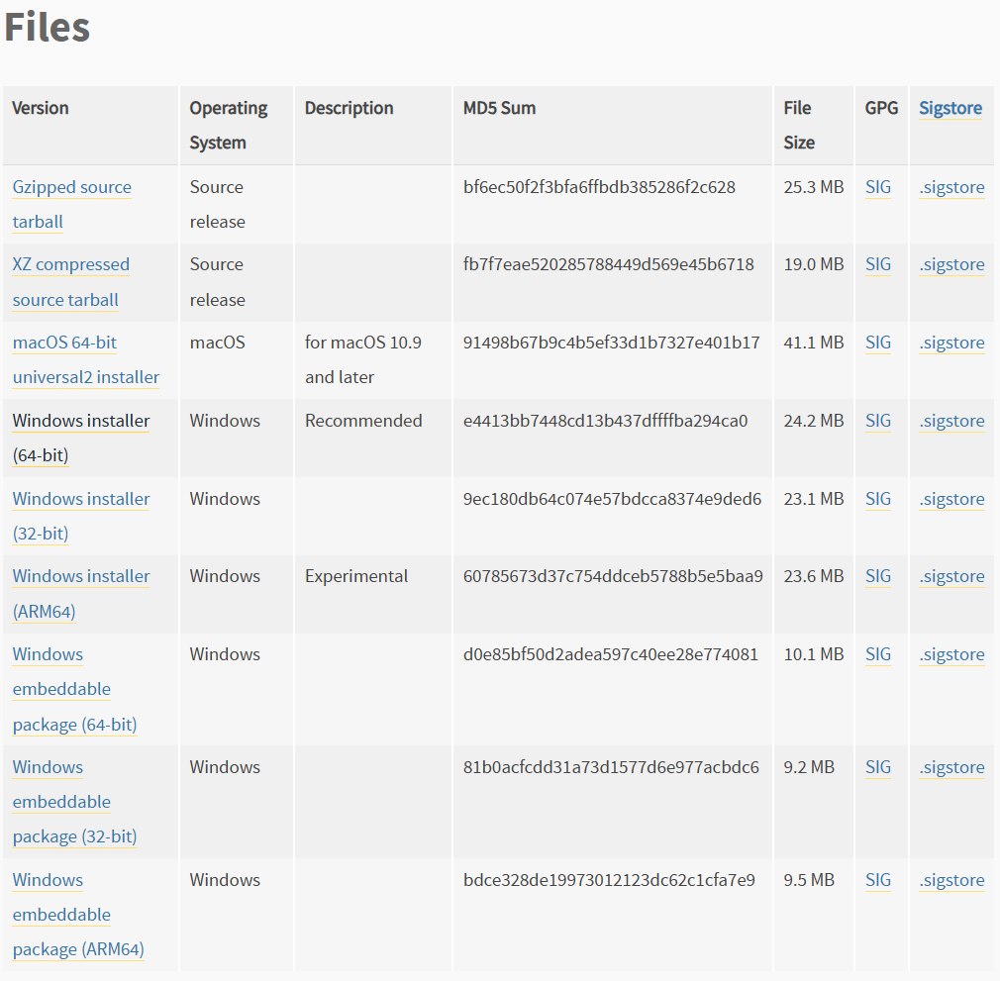 Files
Version Operating System Description MD5 Sum File Size GPG Sigstore
Gzipped source tarball Source release bf6ec50f2f3bfa6ffbdb385286f2c628 25.3 MB SIG .sigstore
XZ compressed source tarball Source release fb7f7eae520285788449d569e45b6718 19.0 MB SIG .sigstore
macOS 64-bit universal2 installer macOS for macOS 10.9 and later 91498b67b9c4b5ef33d1b7327e401b17 41.1 MB SIG .sigstore
Windows installer (64-bit) Windows Recommended e4413bb7448cd13b437dffffba294ca0 24.2 MB SIG .sigstore
Windows installer (32-bit) Windows 9ec180db64c074e57bdcca8374e9ded6 23.1 MB SIG .sigstore
Windows installer (ARM64) Windows Experimental 60785673d37c754ddceb5788b5e5baa9 23.6 MB SIG .sigstore
Windows embeddable package (64-bit) Windows d0e85bf50d2adea597c40ee28e774081 10.1 MB SIG .sigstore
Windows embeddable package (32-bit) Windows 81b0acfcdd31a73d1577d6e977acbdc6 9.2 MB SIG .sigstore
Windows embeddable package (ARM64) Windows bdce328de19973012123dc62c1cfa7e9 9.5 MB SIG .sigstore